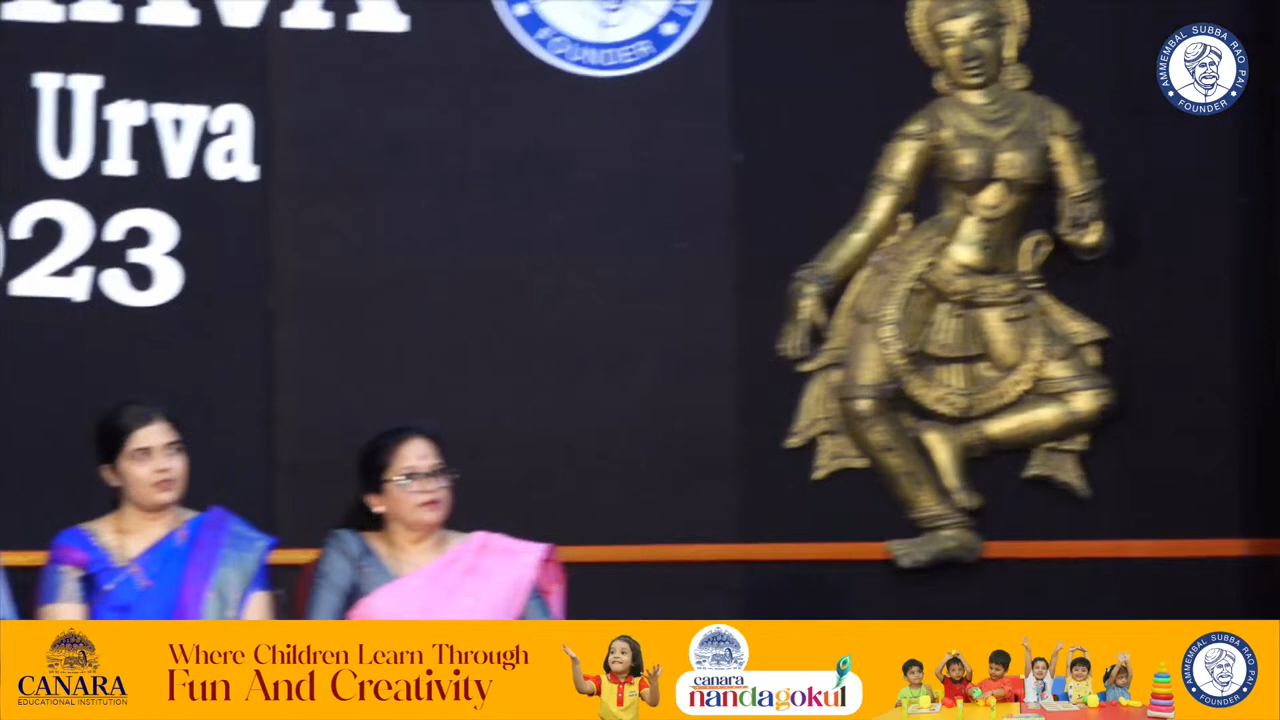 Urva
023
FOUNDER
AMMEMBAL SUBBA RAO PAI
FOUNDER
CANARA
EDUCATIONAL INSTITUTION
Where Children Learn Through
Fun And Creativity
canara
nandagokul
AMMEMBAL SUBBA RAO PAI
FOUNDER